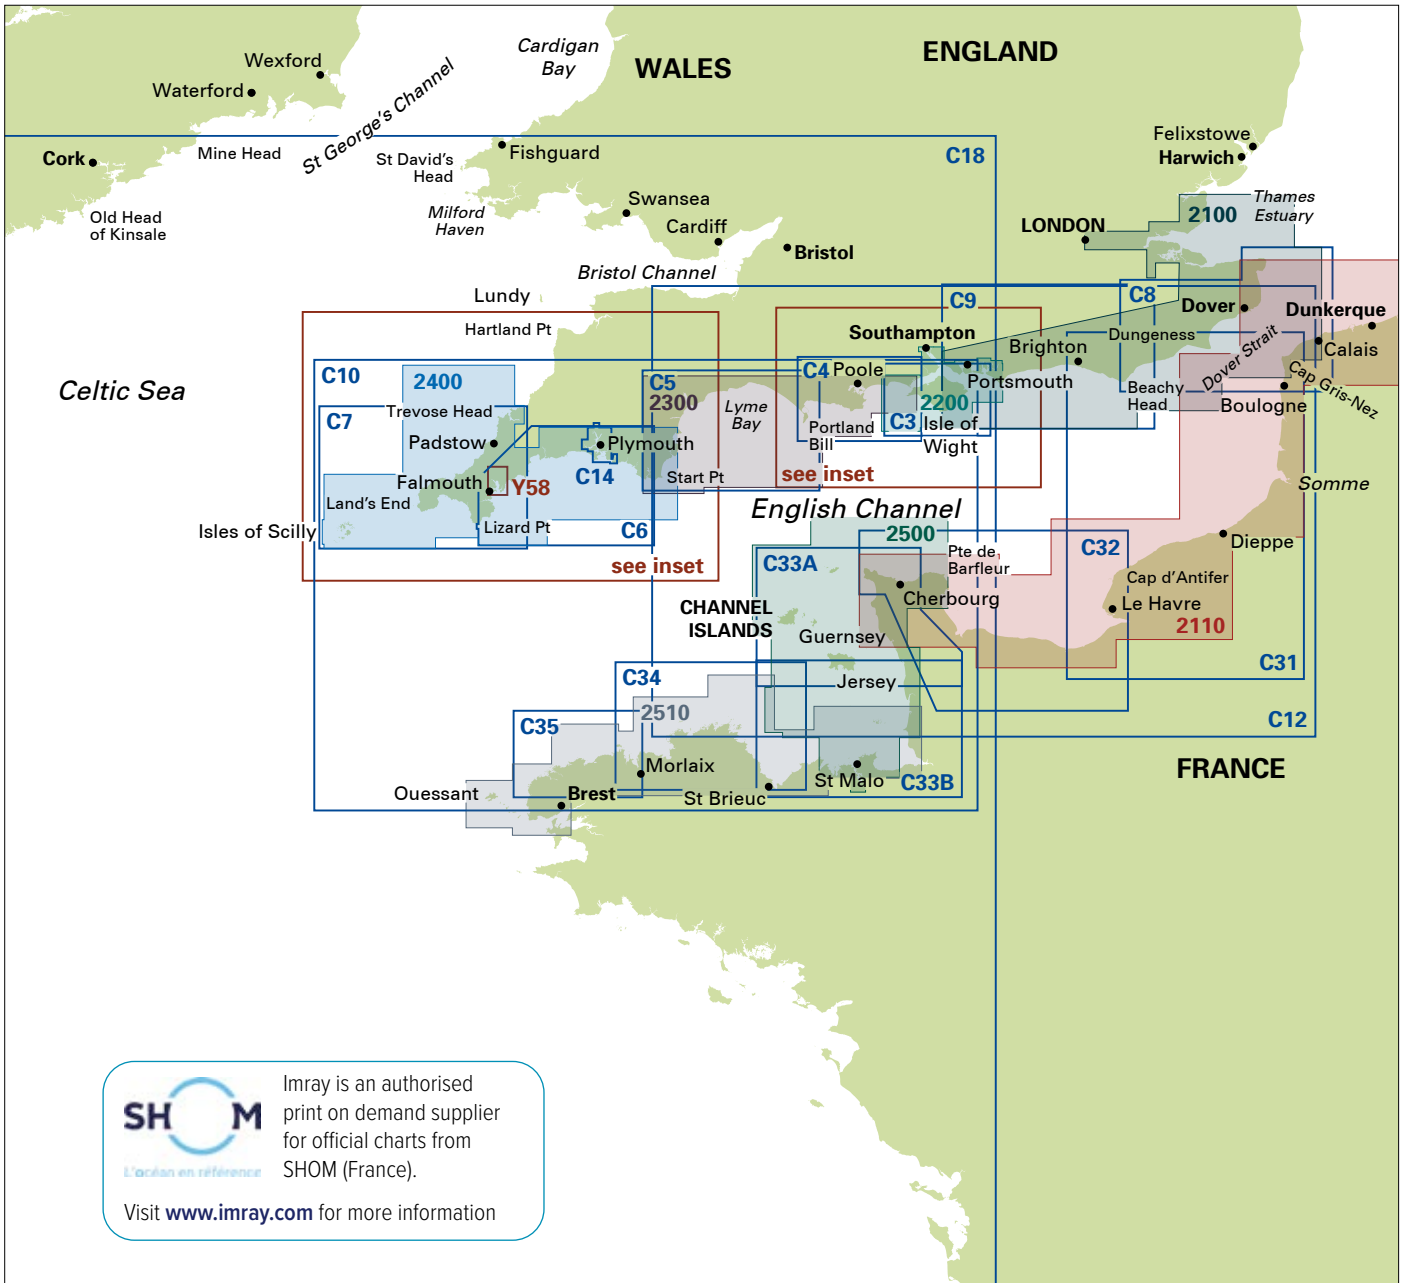 Cardigan
Bay
WALES
ENGLAND
Wexford
Waterford
St George's Channel
Cork
Mine Head
St David's
Head
Fishguard
C18
Felixstowe
Harwich
Old Head
of Kinsale
Milford
Haven
Swansea
Cardiff
Bristol
LONDON
2100
Thames
Estuary
Bristol Channel
Lundy
Hartland Pt
C9
C8
Dover
Dunkerque
Southampton
Brighton
Dungeness
Dover Strait
Calais
Cap Gris-Nez
Celtic Sea
C10
2400
C5
2300
C4
Poole
Portsmouth
Beachy
Head
Boulogne
C7
Trevose Head
Padstow
Plymouth
Lyme
Bay
Portland
Bill
C3
2200
Isle of
Wight
Falmouth
Y58
C14
Start Pt
see inset
Somme
Land's End
Isles of Scilly
Lizard Pt
C6
English Channel
see inset
2500
C33A
Pte de
Barfleur
C32
Dieppe
Cap d'Antifer
Cherbourg
Le Havre
2110
CHANNEL
ISLANDS
Guernsey
C31
C34
Jersey
2510
C35
C12
Morlaix
St Malo
C33B
FRANCE
Ouessant
Brest
St Brieuc
SHOM
L'océan en référence
Imray is an authorised
print on demand supplier
for official charts from
SHOM (France).
Visit www.imray.com for more information